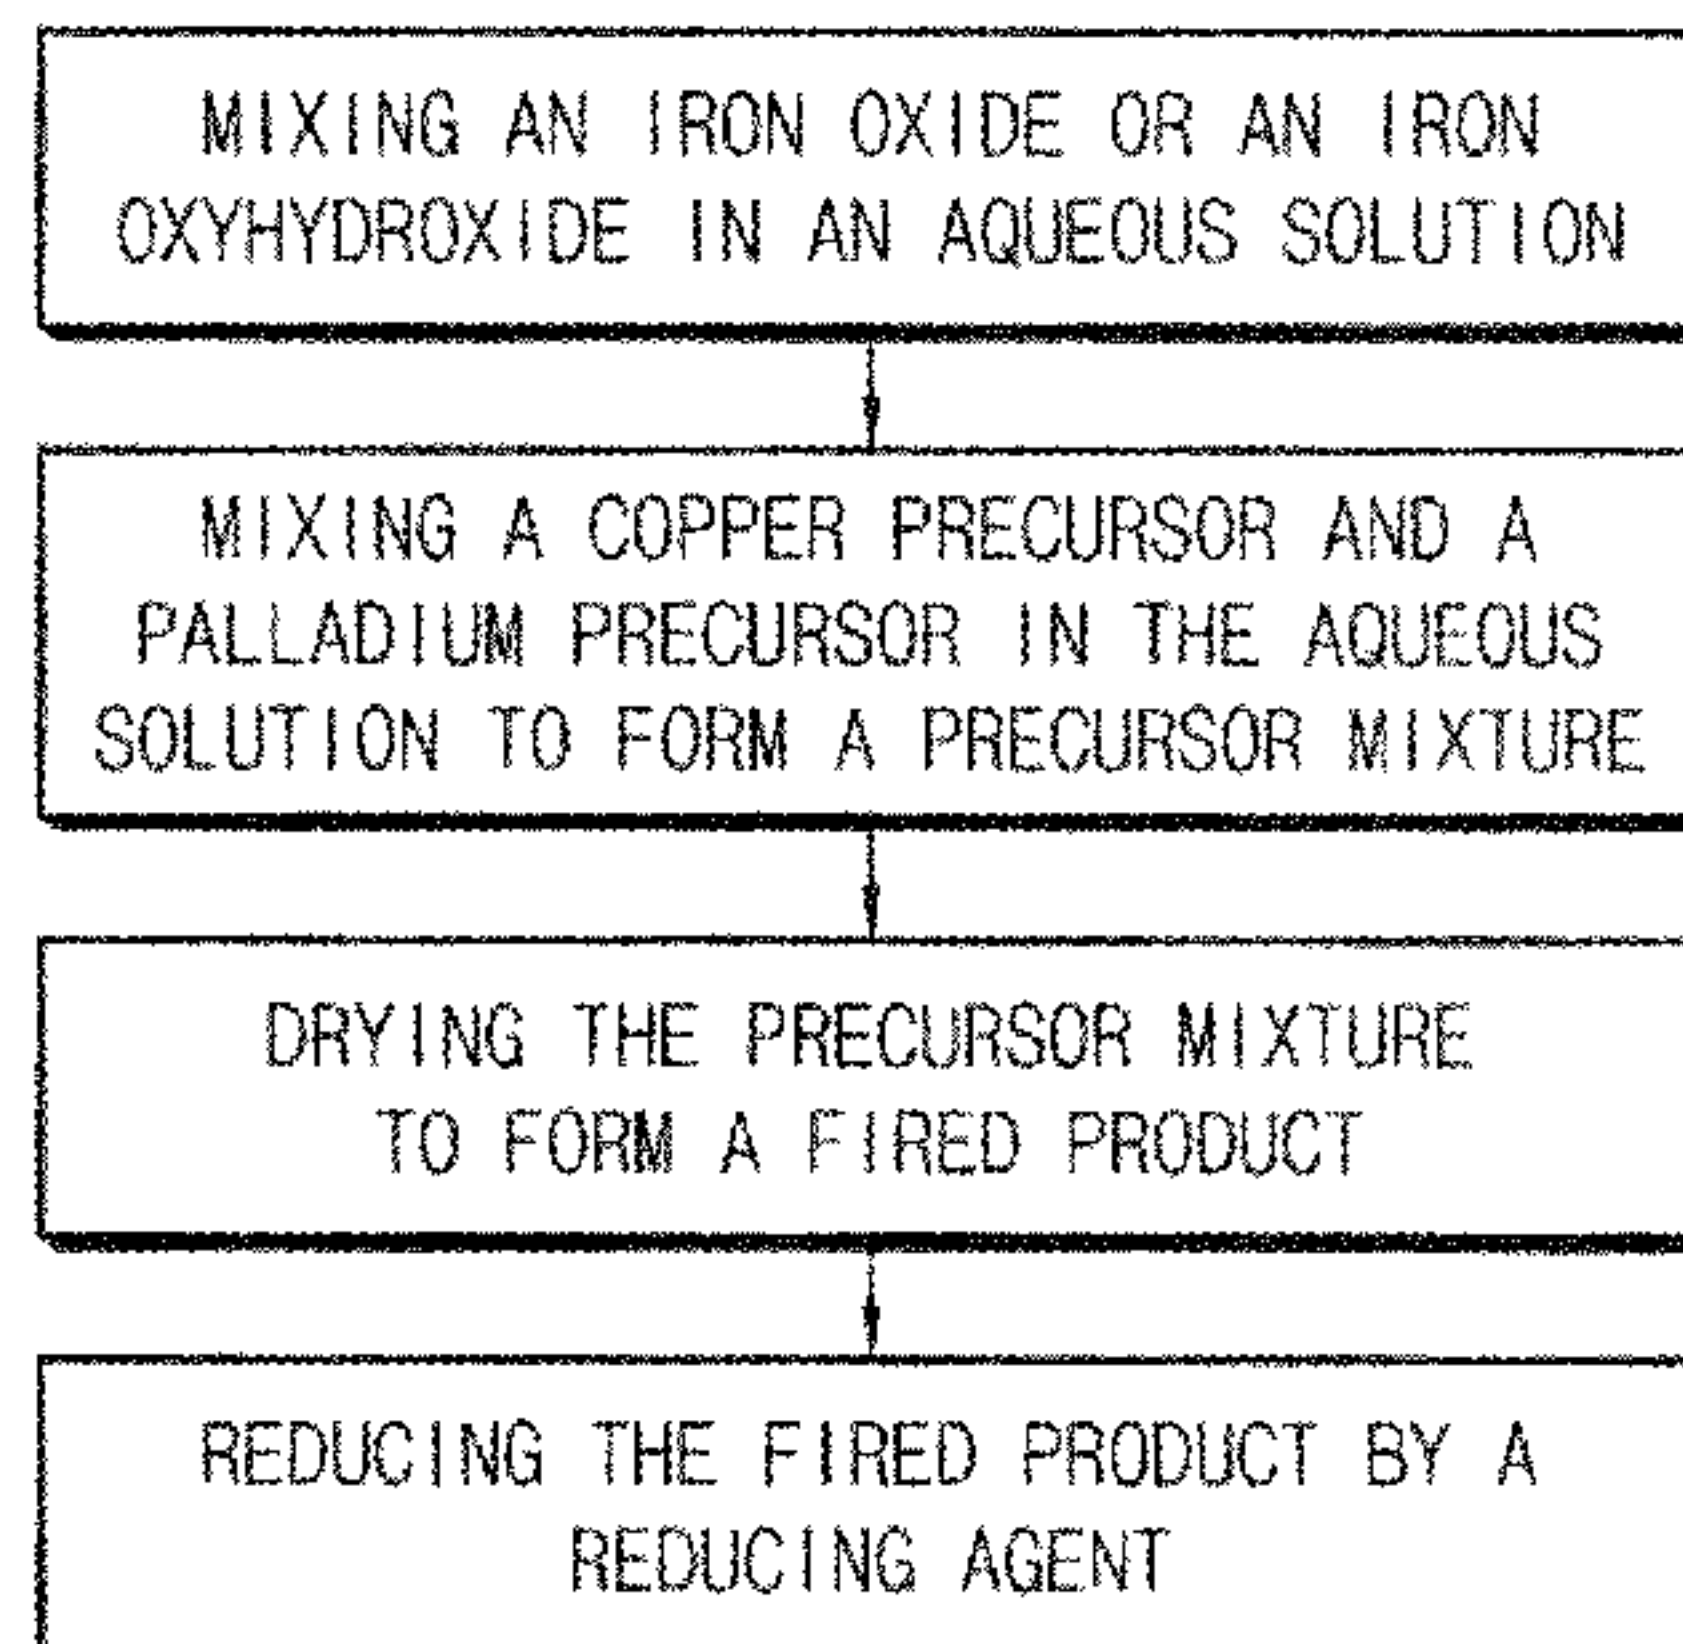 MIXING AN IRON OXIDE OR AN IRON
OXYHYDROXIDE IN AN AQUEOUS SOLUTION
MIXING A COPPER PRECURSOR AND A
PALLADIUM PRECURSOR IN THE AQUEOUS
SOLUTION TO FORM A PRECURSOR MIXTURE
DRYING THE PRECURSOR MIXTURE
TO FORM A FIRED PRODUCT
REDUCING THE FIRED PRODUCT BY A
REDUCING AGENT